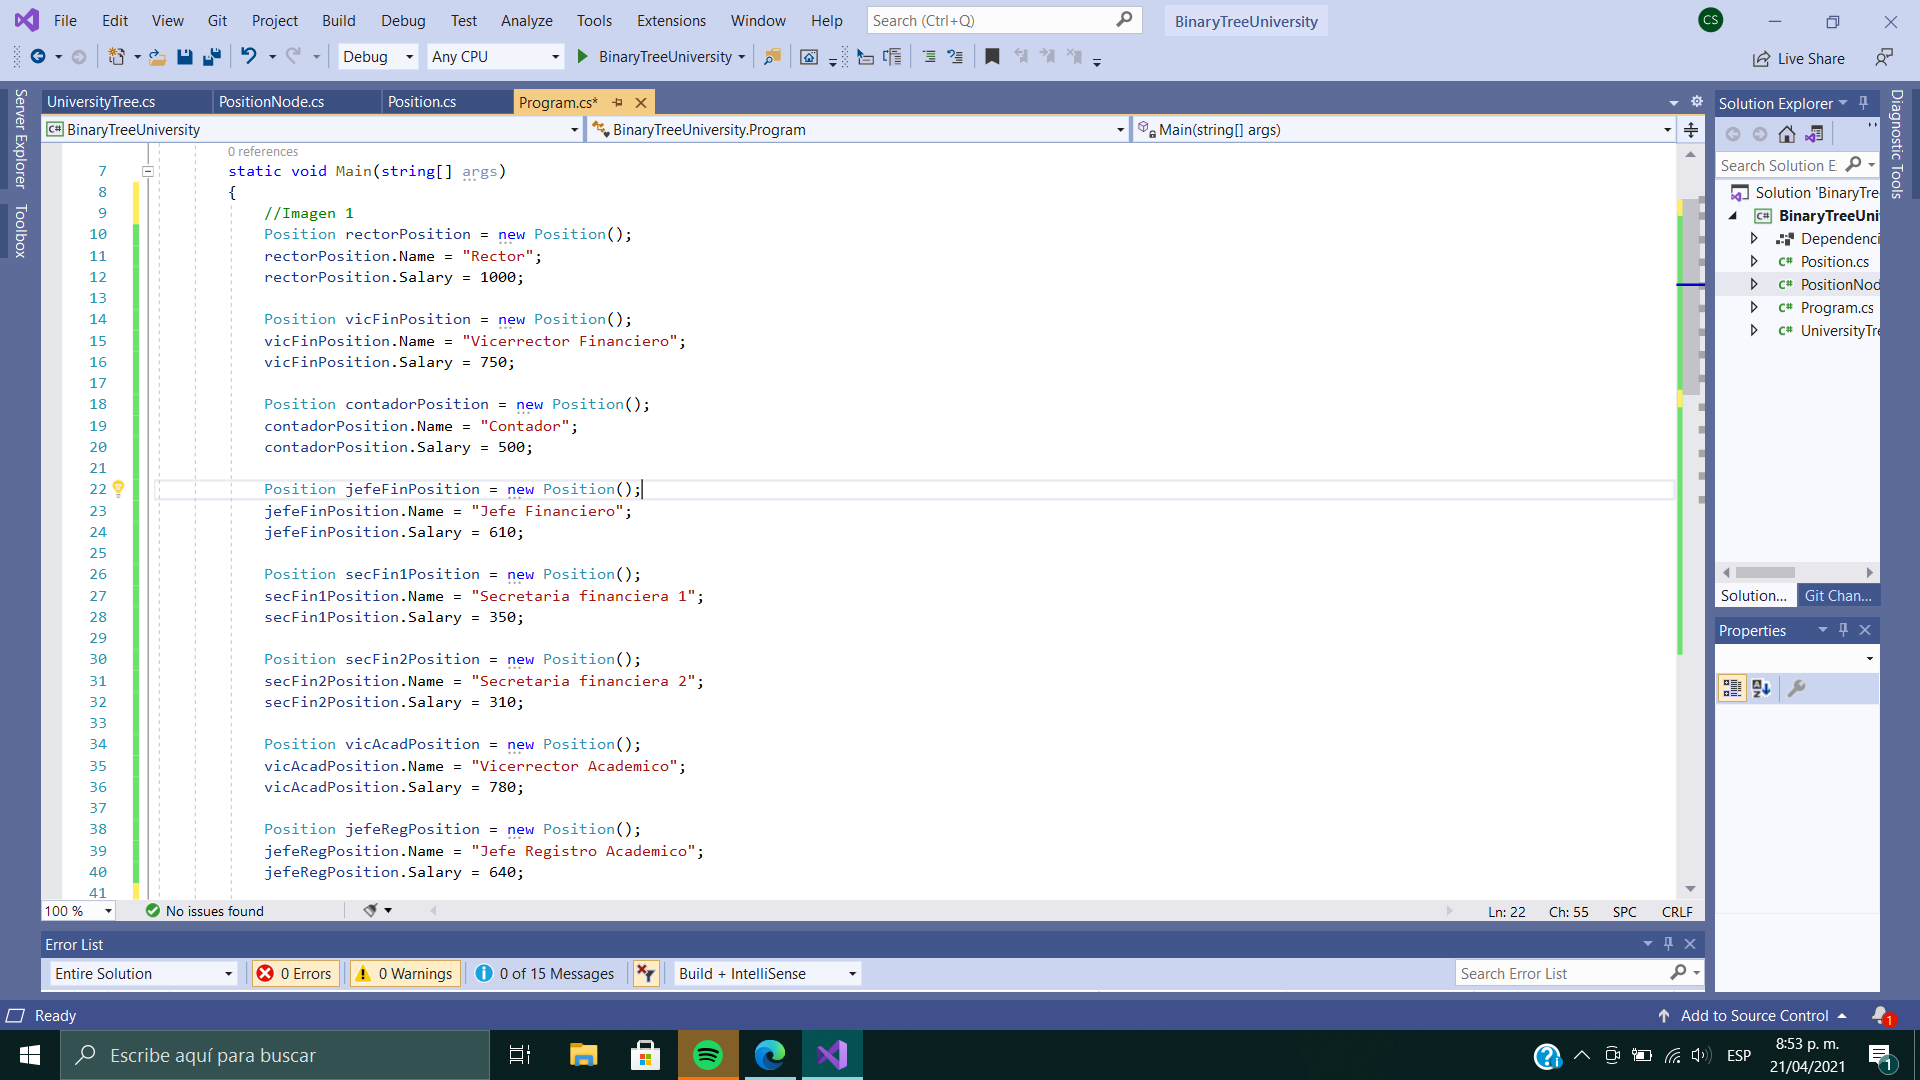 File Edit View Git Project Build Debug Test Analyze Tools Extensions Window Help Search (Ctrl+Q) BinaryTreeUniversity CS
Debug Any CPU BinaryTreeUniversity Live Share
Server Explorer
Toolbox
UniversityTree.cs PositionNode.cs Position.cs Program.cs*
C# BinaryTreeUniversity BinaryTreeUniversity.Program Main(string[] args)
0 references
7 static void Main(string[] args)
8 {
9 //Imagen 1
10 Position rectorPosition = new Position();
11 rectorPosition.Name = "Rector";
12 rectorPosition.Salary = 1000;
13
14 Position vicFinPosition = new Position();
15 vicFinPosition.Name = "Vicerrector Financiero";
16 vicFinPosition.Salary = 750;
17
18 Position contadorPosition = new Position();
19 contadorPosition.Name = "Contador";
20 contadorPosition.Salary = 500;
21
22 Position jefeFinPosition = new Position();
23 jefeFinPosition.Name = "Jefe Financiero";
24 jefeFinPosition.Salary = 610;
25
26 Position secFin1Position = new Position();
27 secFin1Position.Name = "Secretaria financiera 1";
28 secFin1Position.Salary = 350;
29
30 Position secFin2Position = new Position();
31 secFin2Position.Name = "Secretaria financiera 2";
32 secFin2Position.Salary = 310;
33
34 Position vicAcadPosition = new Position();
35 vicAcadPosition.Name = "Vicerrector Academico";
36 vicAcadPosition.Salary = 780;
37
38 Position jefeRegPosition = new Position();
39 jefeRegPosition.Name = "Jefe Registro Academico";
40 jefeRegPosition.Salary = 640;
41
100 % No issues found Ln: 22 Ch: 55 SPC CRLF
Solution Explorer
Search Solution E
Solution 'BinaryTre
C# BinaryTreeUni
Dependenci
C# Position.cs
C# PositionNod
C# Program.cs
C# UniversityTre
Solution... Git Chan...
Properties
Diagnostic Tools
Error List
Entire Solution 0 Errors 0 Warnings 0 of 15 Messages Build + IntelliSense Search Error List
Ready Add to Source Control 1
Escribe aquí para buscar ESP 8:53 p. m.
21/04/2021 1